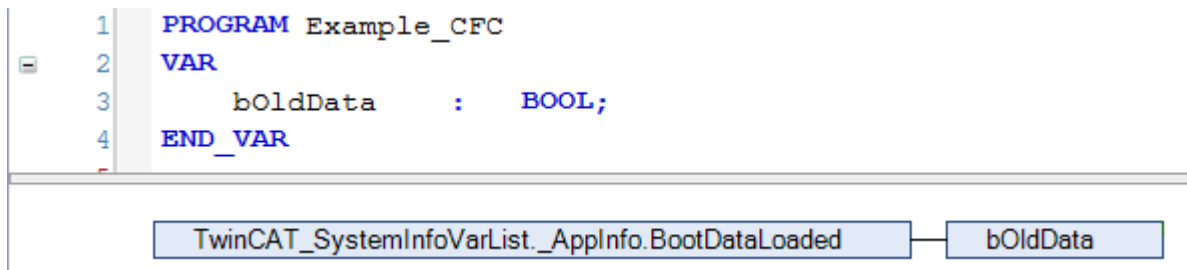 1 PROGRAM Example_CFC
2 VAR
3 bOldData : BOOL;
4 END_VAR
TwinCAT_SystemInfoVarList._AppInfo.BootDataLoaded bOldData